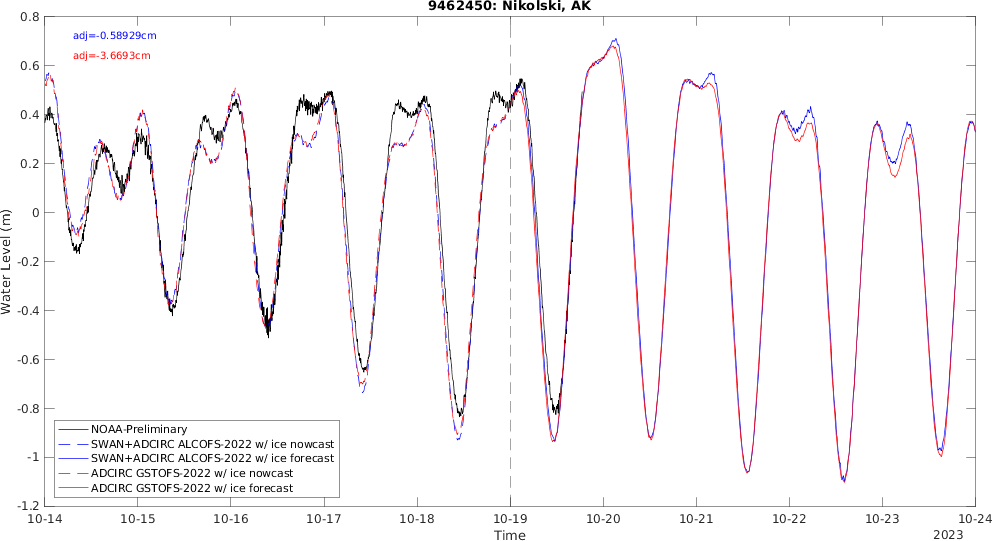 9462450: Nikolski, AK
adj=-0.58929cm
adj=-3.6693cm
0.8
0.6
0.4
0.2
0
-0.2
-0.4
-0.6
-0.8
-1
-1.2
Water Level (m)
NOAA-Preliminary
SWAN+ADCIRC ALCOFS-2022 w/ ice nowcast
SWAN+ADCIRC ALCOFS-2022 w/ ice forecast
ADCIRC GSTOFS-2022 w/ ice nowcast
ADCIRC GSTOFS-2022 w/ ice forecast
10-14 10-15 10-16 10-17 10-18 10-19 10-20 10-21 10-22 10-23 10-24
Time
2023